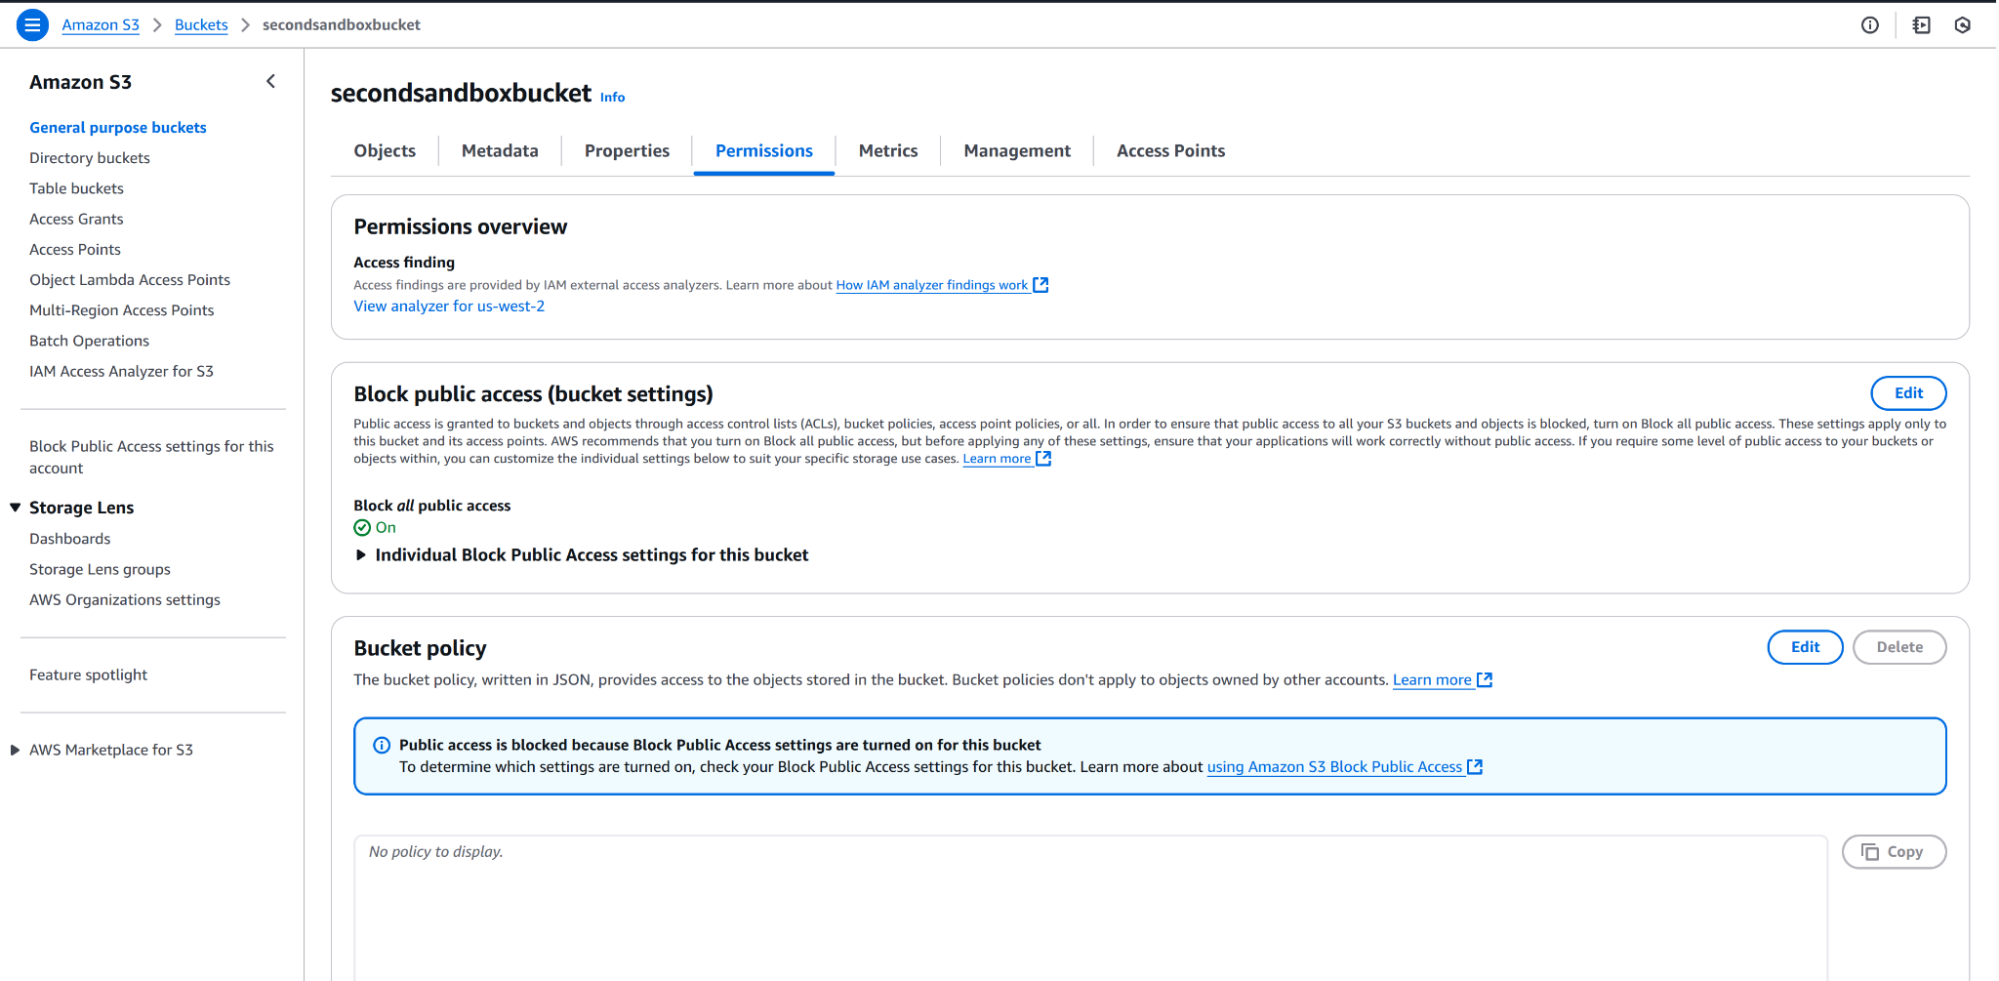 Amazon S3 > Buckets > secondsandboxbucket
Amazon S3
General purpose buckets
Directory buckets
Table buckets
Access Grants
Access Points
Object Lambda Access Points
Multi-Region Access Points
Batch Operations
IAM Access Analyzer for S3
Block Public Access settings for this
account
Storage Lens
Dashboards
Storage Lens groups
AWS Organizations settings
Feature spotlight
AWS Marketplace for S3
secondsandboxbucket Info
Objects Metadata Properties Permissions Metrics Management Access Points
Permissions overview
Access finding
Access findings are provided by IAM external access analyzers. Learn more about How IAM analyzer findings work
View analyzer for us-west-2
Block public access (bucket settings)
Edit
Public access is granted to buckets and objects through access control lists (ACLs), bucket policies, access point policies, or all. In order to ensure that public access to all your S3 buckets and objects is blocked, turn on Block all public access. These settings apply only to
this bucket and its access points. AWS recommends that you turn on Block all public access, but before applying any of these settings, ensure that your applications will work correctly without public access. If you require some level of public access to your buckets or
objects within, you can customize the individual settings below to suit your specific storage use cases. Learn more
Block all public access
On
Individual Block Public Access settings for this bucket
Bucket policy
Edit Delete
The bucket policy, written in JSON, provides access to the objects stored in the bucket. Bucket policies don't apply to objects owned by other accounts. Learn more
Public access is blocked because Block Public Access settings are turned on for this bucket
To determine which settings are turned on, check your Block Public Access settings for this bucket. Learn more about using Amazon S3 Block Public Access
No policy to display.
Copy